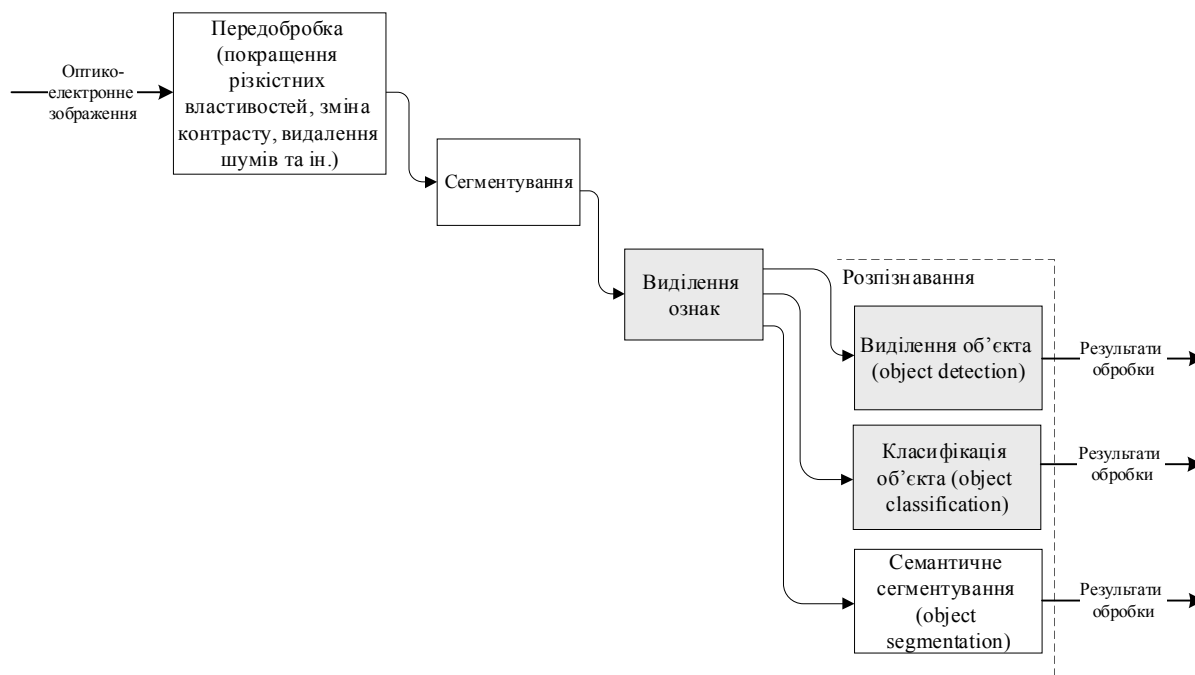 Передобробка
(покращення
різкістних
властивостей, зміна
контрасту, видалення
шумів та ін.)
Оптико-
електронне
зображення
Сегментування
Виділення
ознак
Розпізнавання
Виділення об’єкта
(object detection)
Результати
обробки
Класифікація
об’єкта (object
classification)
Результати
обробки
Семантичне
сегментування
(object
segmentation)
Результати
обробки